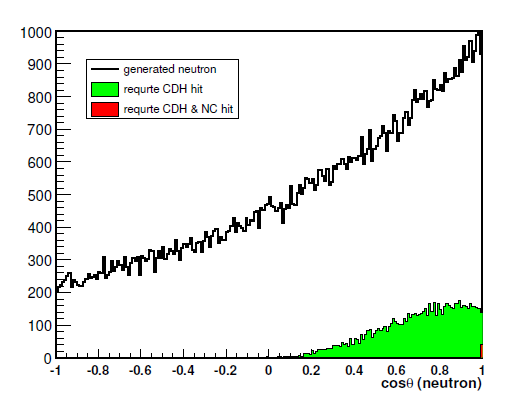 1000
900
800
700
600
500
400
300
200
100
0
generated neutron
requrte CDH hit
requrte CDH & NC hit
-1 -0.8 -0.6 -0.4 -0.2 0 0.2 0.4 0.6 0.8 1
cosθ (neutron)